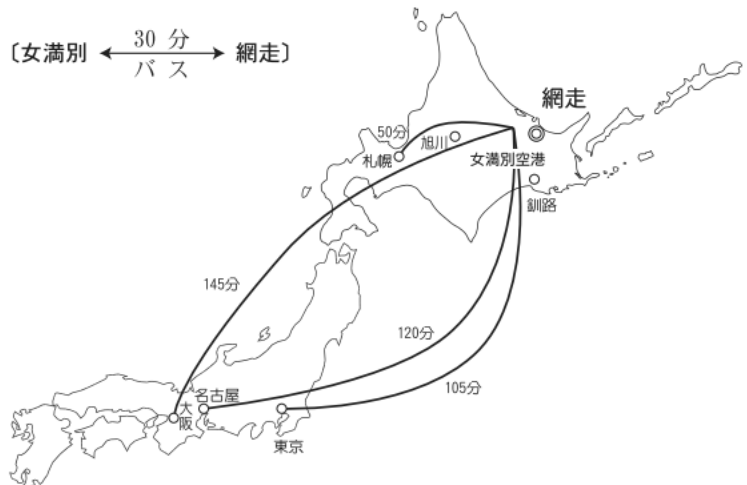 〔女満別 30 分 網走〕
バ ス
網走
50分
旭川
札幌
女満別空港
釧路
145分
120分
105分
名古屋
大阪
東京